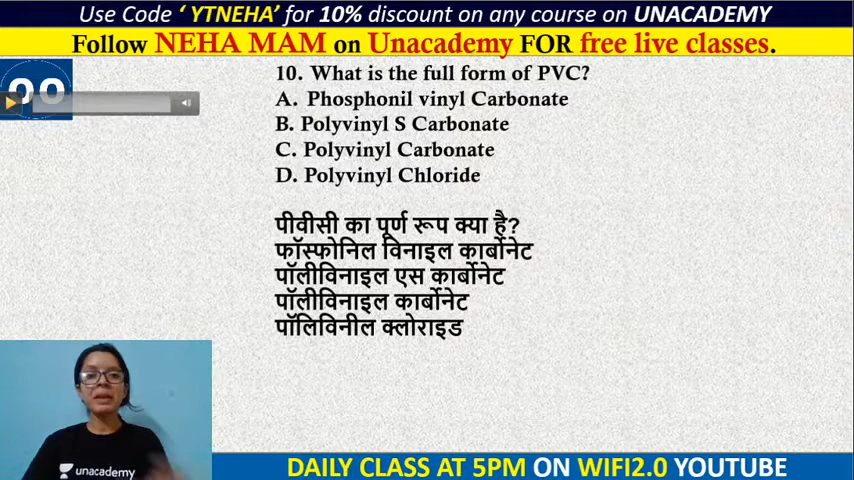 Use Code ‘ YTNEHA’ for 10% discount on any course on UNACADEMY
Follow NEHA MAM on Unacademy FOR free live classes.
00
10. What is the full form of PVC?
A. Phosphonil vinyl Carbonate
B. Polyvinyl S Carbonate
C. Polyvinyl Carbonate
D. Polyvinyl Chloride
पीवीसी का पूर्ण रूप क्या है?
फॉस्फोनिल विनाइल कार्बोनेट
पॉलीविनाइल एस कार्बोनेट
पॉलीविनाइल कार्बोनेट
पॉलिविनील क्लोराइड
unacademy
DAILY CLASS AT 5PM ON WIFI2.0 YOUTUBE